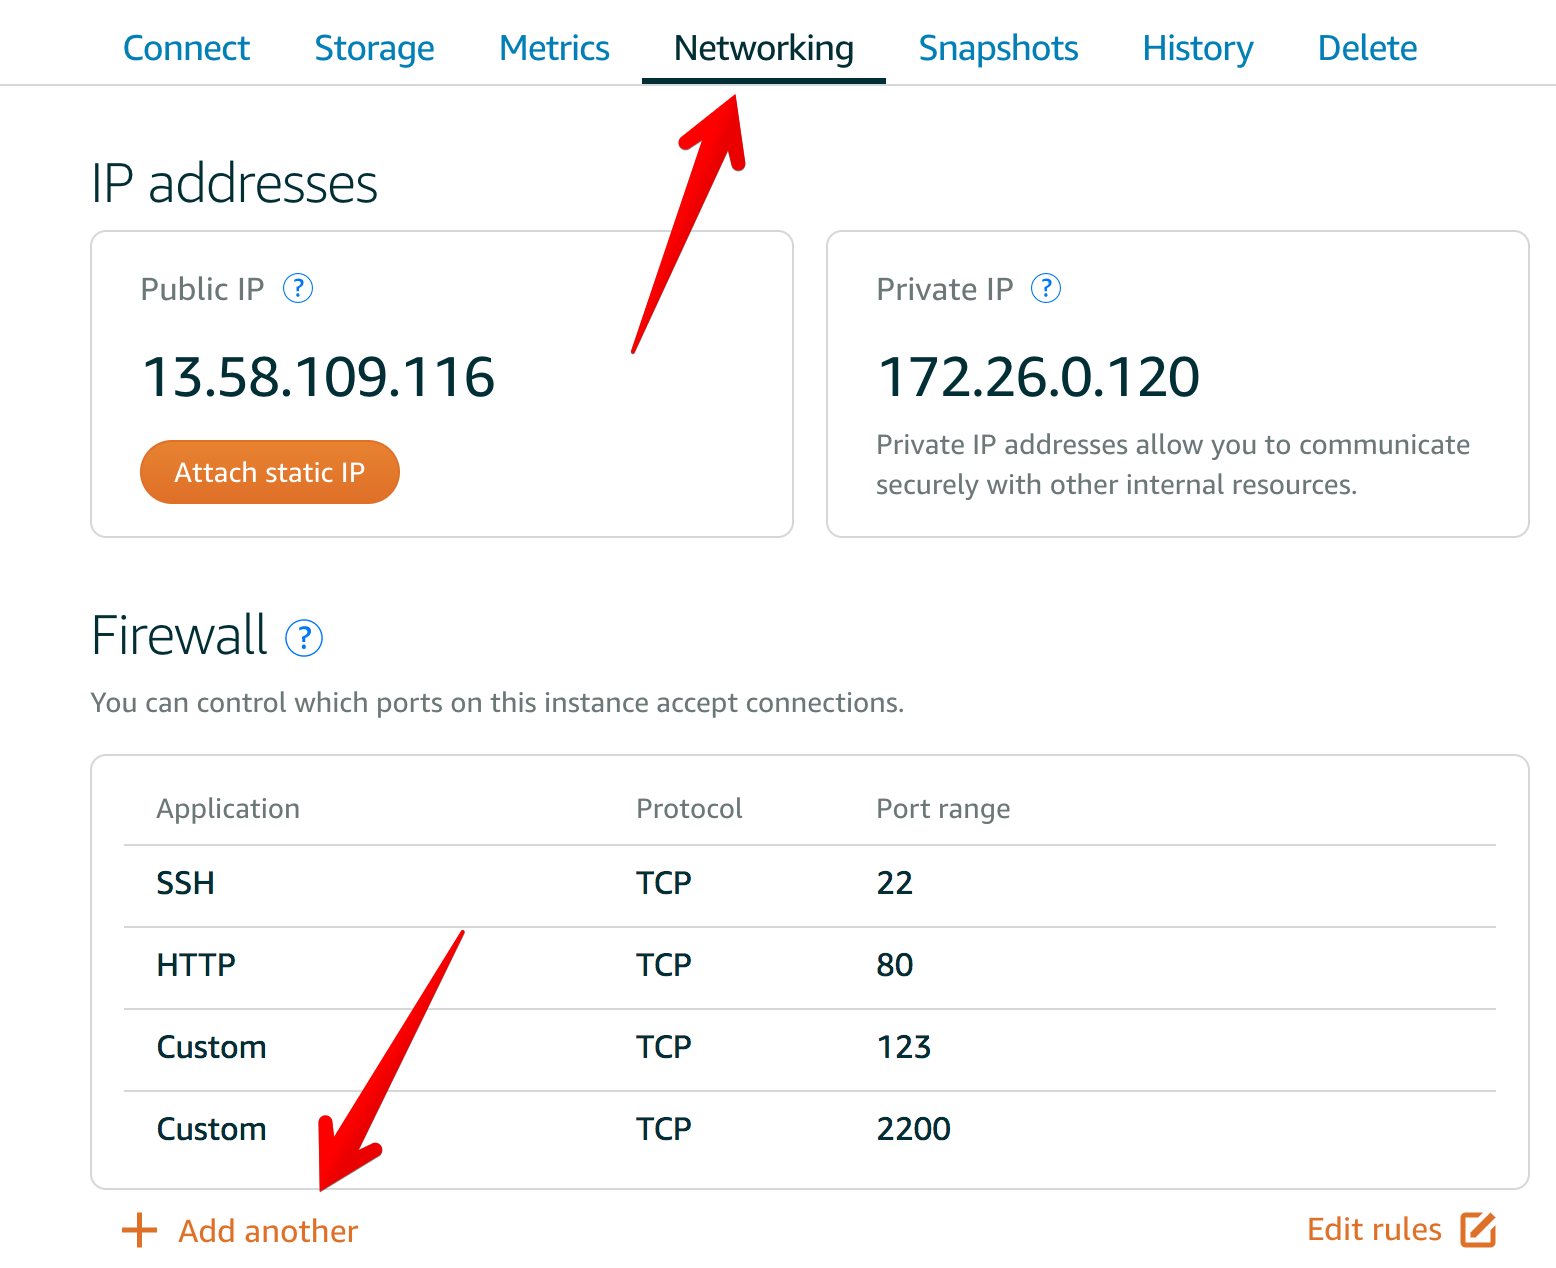 Connect Storage Metrics Networking Snapshots History Delete
IP addresses
Public IP ?
13.58.109.116
Attach static IP
Private IP ?
172.26.0.120
Private IP addresses allow you to communicate
securely with other internal resources.
Firewall ?
You can control which ports on this instance accept connections.
Application Protocol Port range
SSH TCP 22
HTTP TCP 80
Custom TCP 123
Custom TCP 2200
+ Add another
Edit rules